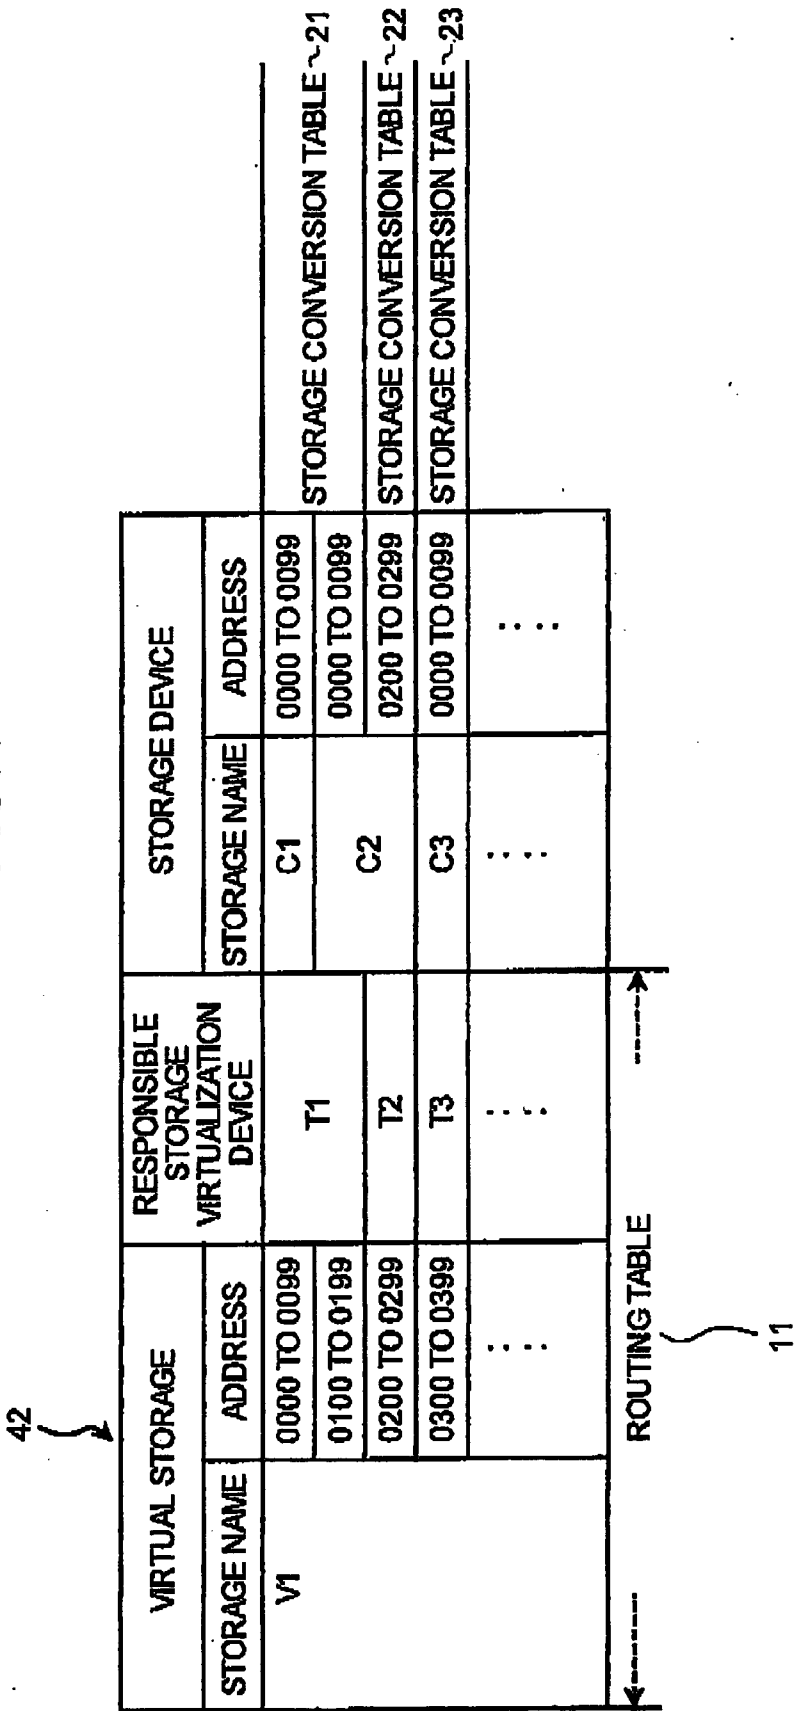 42
VIRTUAL STORAGE
RESPONSIBLE
STORAGE
VIRTUALIZATION
DEVICE
STORAGE DEVICE
STORAGE NAME
ADDRESS
STORAGE NAME
ADDRESS
V1
0000 TO 0099
T1
C1
0000 TO 0099
STORAGE CONVERSION TABLE ~21
0100 TO 0199
C2
0000 TO 0099
0200 TO 0299
T2
0200 TO 0299
STORAGE CONVERSION TABLE ~22
0300 TO 0399
T3
C3
0000 TO 0099
STORAGE CONVERSION TABLE ~23
....
....
....
....
ROUTING TABLE
11